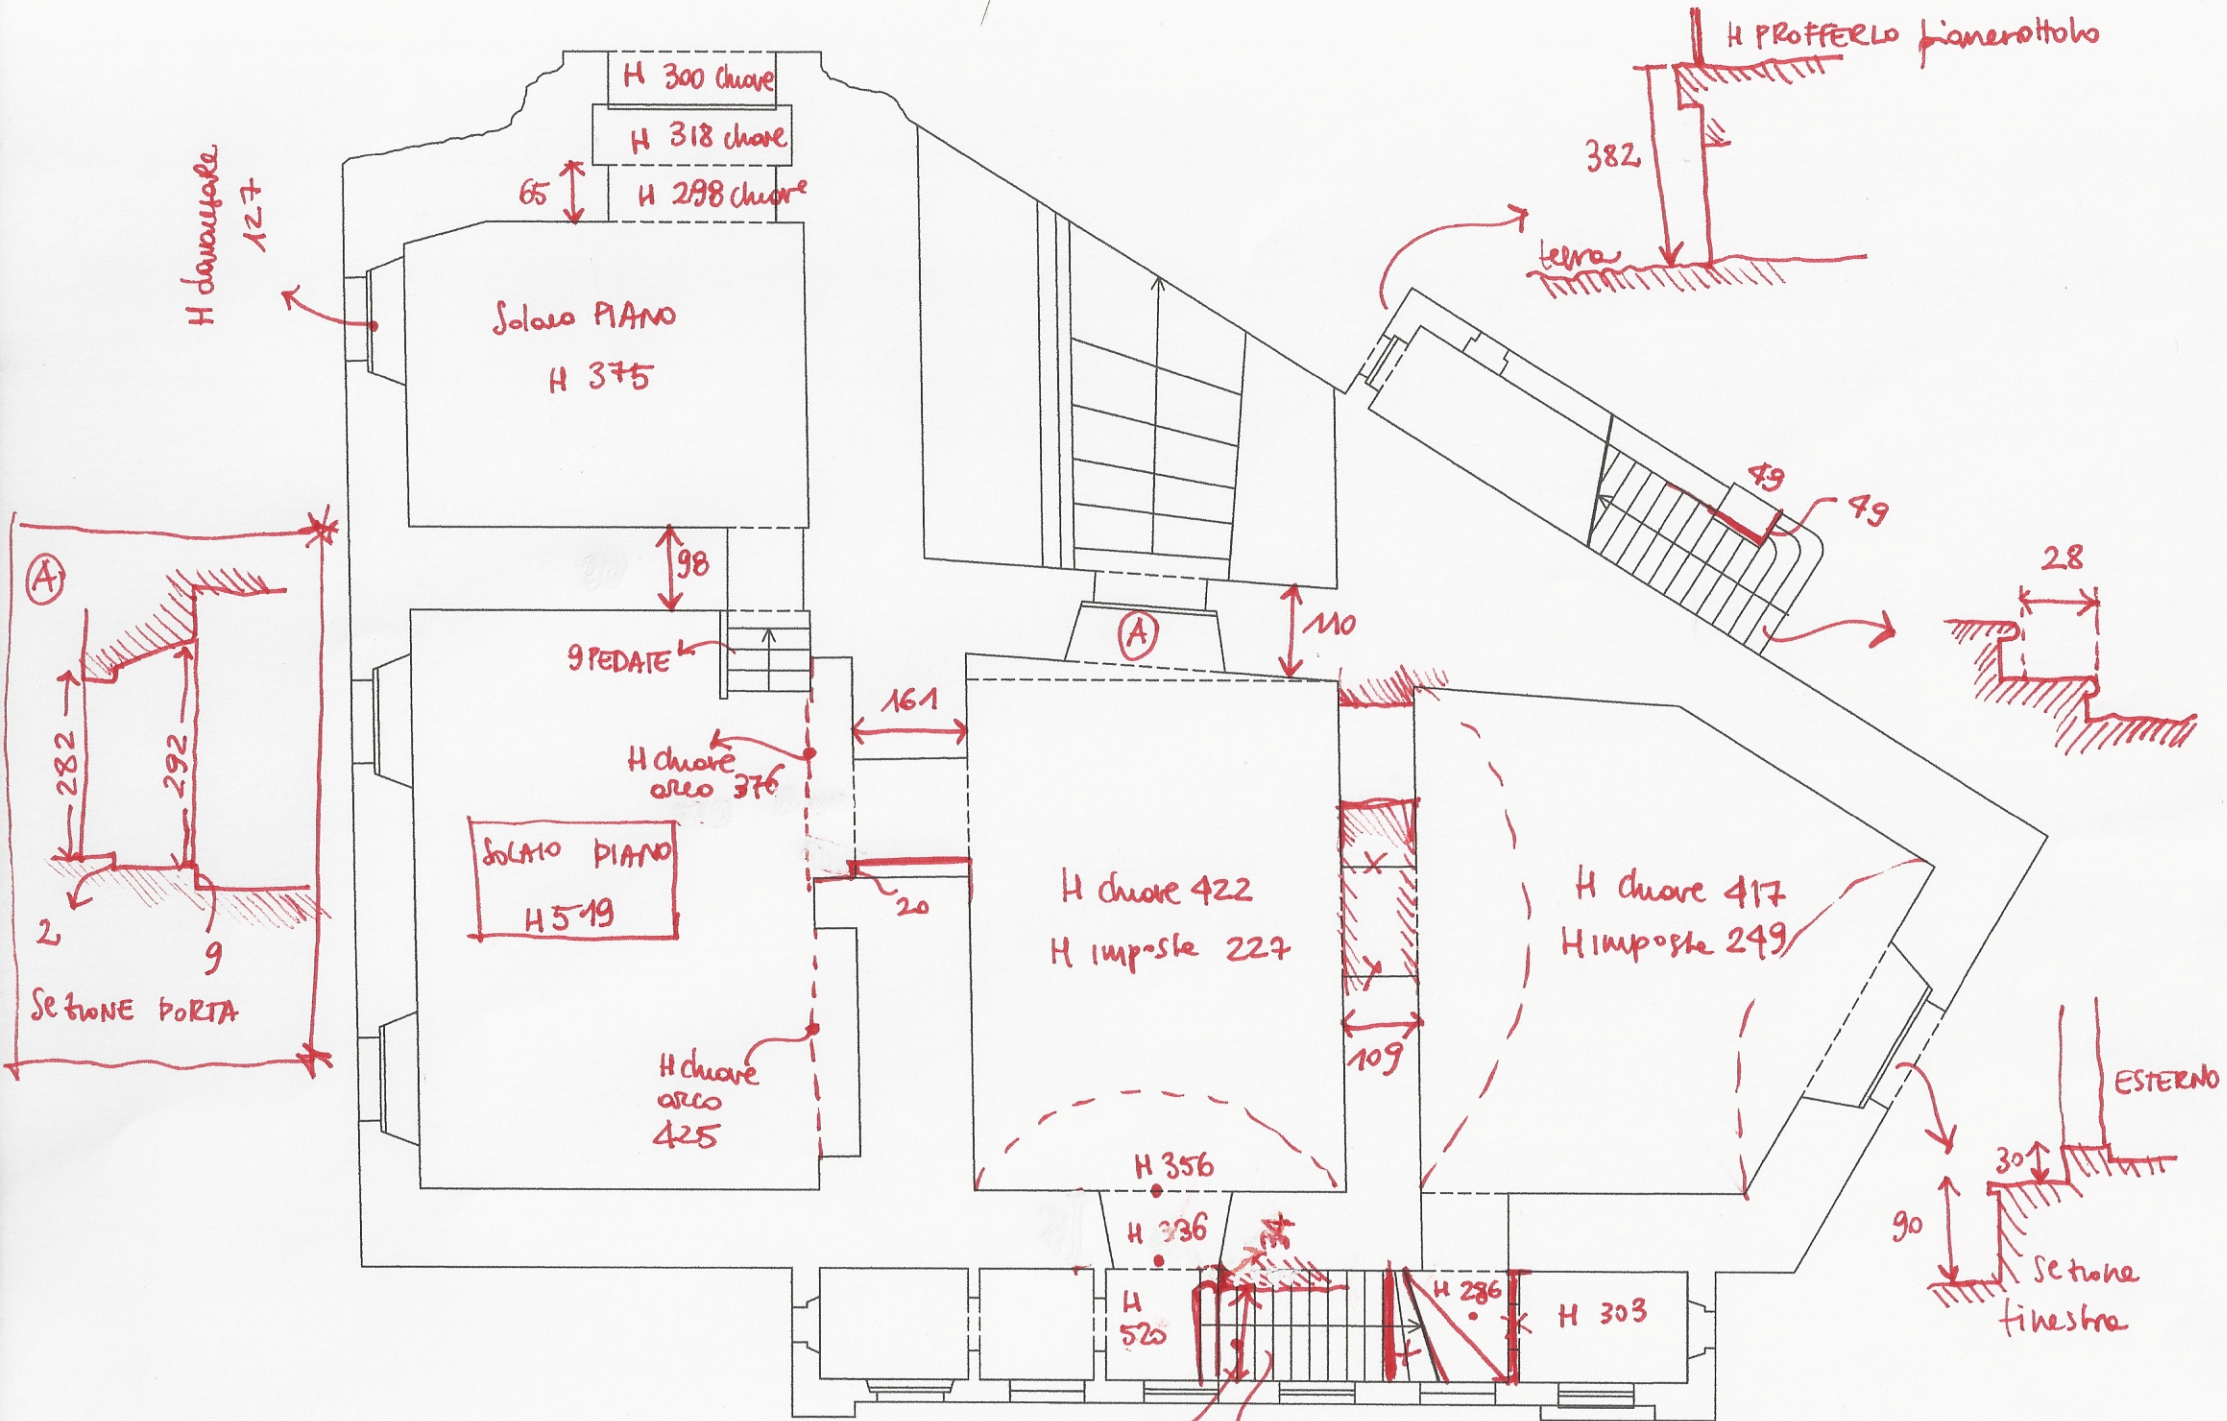 H PROFFERLO pianerottolo
H 300 chiave
H 318 chiave
65
H 298 chiave
382
terra
H davanzale
127
Solaio PIANO
H 375
49
49
28
A
98
9 PEDATE
A
110
161
282
292
2
9
SEZIONE PORTA
H chiave
arco 376
SOLAIO PIANO
H 519
20
H chiave 422
H imposta 227
H chiave 417
H imposta 249
109
H chiave
arco
425
H 356
H 336
H
520
H 286
H 303
ESTERNO
30
90
Sezione
finestra